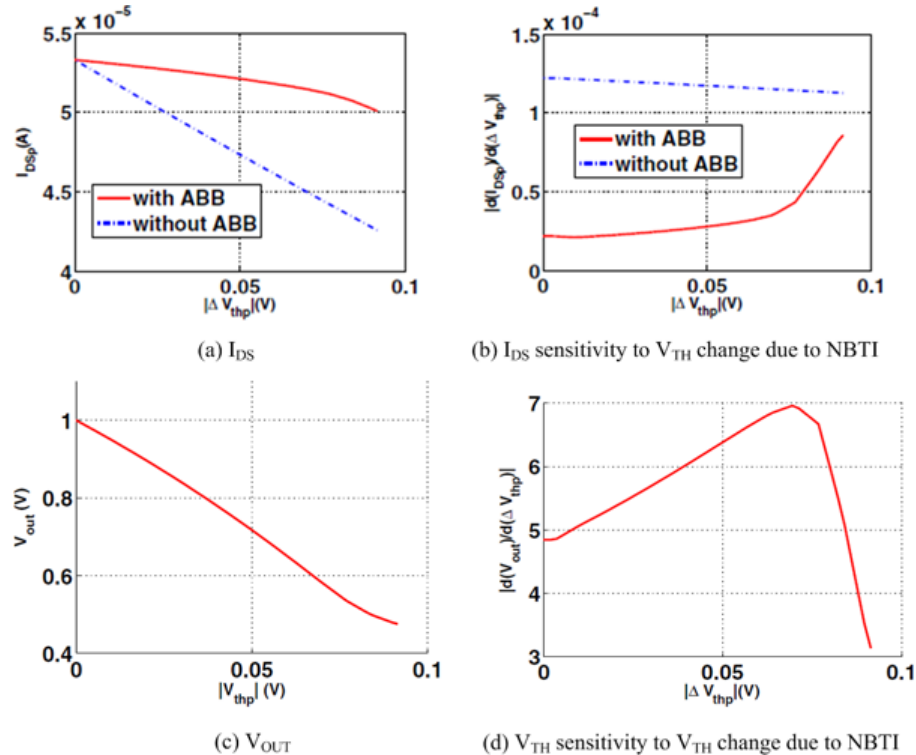 x 10⁻⁵
5.5
5
4.5
4
I_DSp(A)
with ABB
without ABB
0
0.05
0.1
|Δ V_thp|(V)
(a) I_DS
x 10⁻⁴
1.5
1
0.5
0
|d(I_DSp)/d(Δ V_thp)|
with ABB
without ABB
0
0.05
0.1
|Δ V_thp|(V)
(b) I_DS sensitivity to V_TH change due to NBTI
1
0.8
0.6
0.4
V_out (V)
0
0.05
0.1
|V_thp| (V)
(c) V_OUT
7
6
5
4
3
|d(V_out)/d(Δ V_thp)|
0
0.05
0.1
|Δ V_thp|(V)
(d) V_TH sensitivity to V_TH change due to NBTI